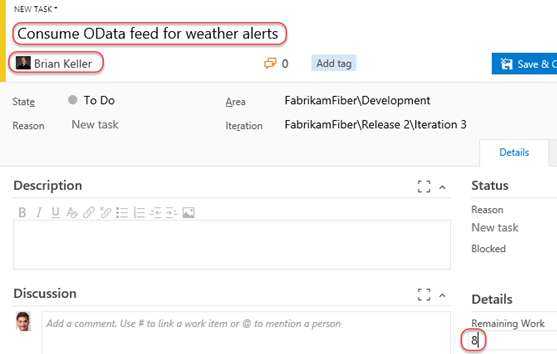 NEW TASK *
Consume OData feed for weather alerts
Brian Keller 0 Add tag Save & C
State To Do Area FabrikamFiber\Development
Reason New task Iteration FabrikamFiber\Release 2\Iteration 3
Details
Description Status
Reason
B I U A
New task
Blocked
Discussion Details
Add a comment. Use # to link a work item or @ to mention a person
Remaining Work
8